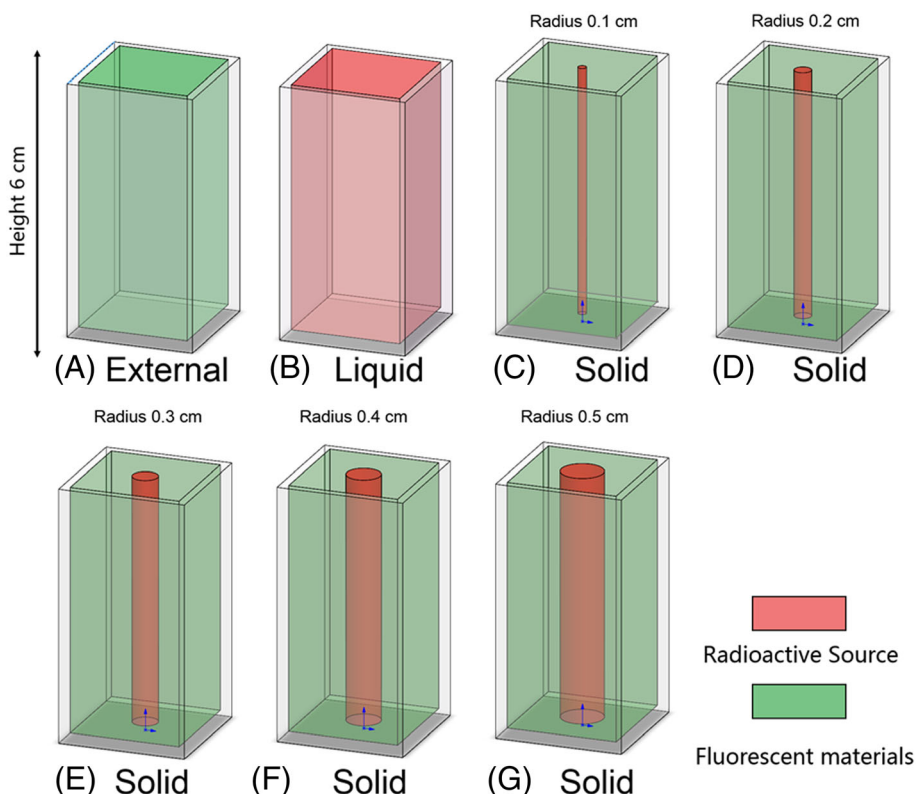 Radius 0.1 cm
Radius 0.2 cm
Height 6 cm
(A) External
(B) Liquid
(C) Solid
(D) Solid
Radius 0.3 cm
Radius 0.4 cm
Radius 0.5 cm
Radioactive Source
Fluorescent materials
(E) Solid
(F) Solid
(G) Solid